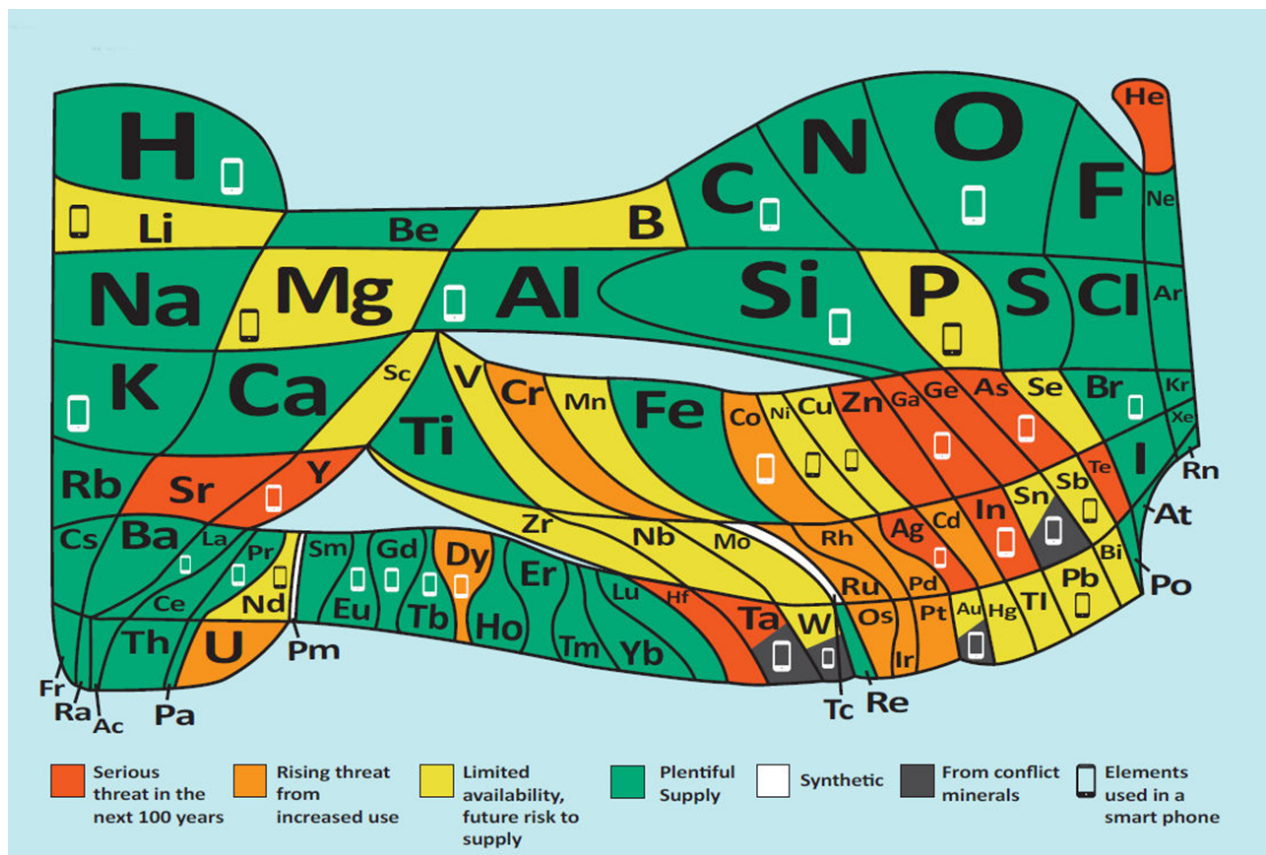 H
He
C
N
O
F
Ne
Li
Be
B
Na
Mg
Al
Si
P
S
Cl
Ar
K
Ca
Sc
Ti
V
Cr
Mn
Fe
Co
Ni
Cu
Zn
Ga
Ge
As
Se
Br
Kr
Xe
Rb
Sr
Y
Zr
Nb
Mo
Rh
Ru
Ag
Pd
Cd
In
Sn
Sb
Te
I
Rn
At
Cs
Ba
La
Ce
Pr
Nd
Sm
Eu
Gd
Tb
Dy
Ho
Er
Tm
Yb
Lu
Hf
Ta
W
Os
Ir
Pt
Au
Hg
Tl
Pb
Bi
Po
Th
U
Pm
Fr
Ra
Ac
Pa
Tc
Re
Serious
threat in the
next 100 years
Rising threat
from
increased use
Limited
availability,
future risk to
supply
Plentiful
Supply
Synthetic
From conflict
minerals
Elements
used in a
smart phone